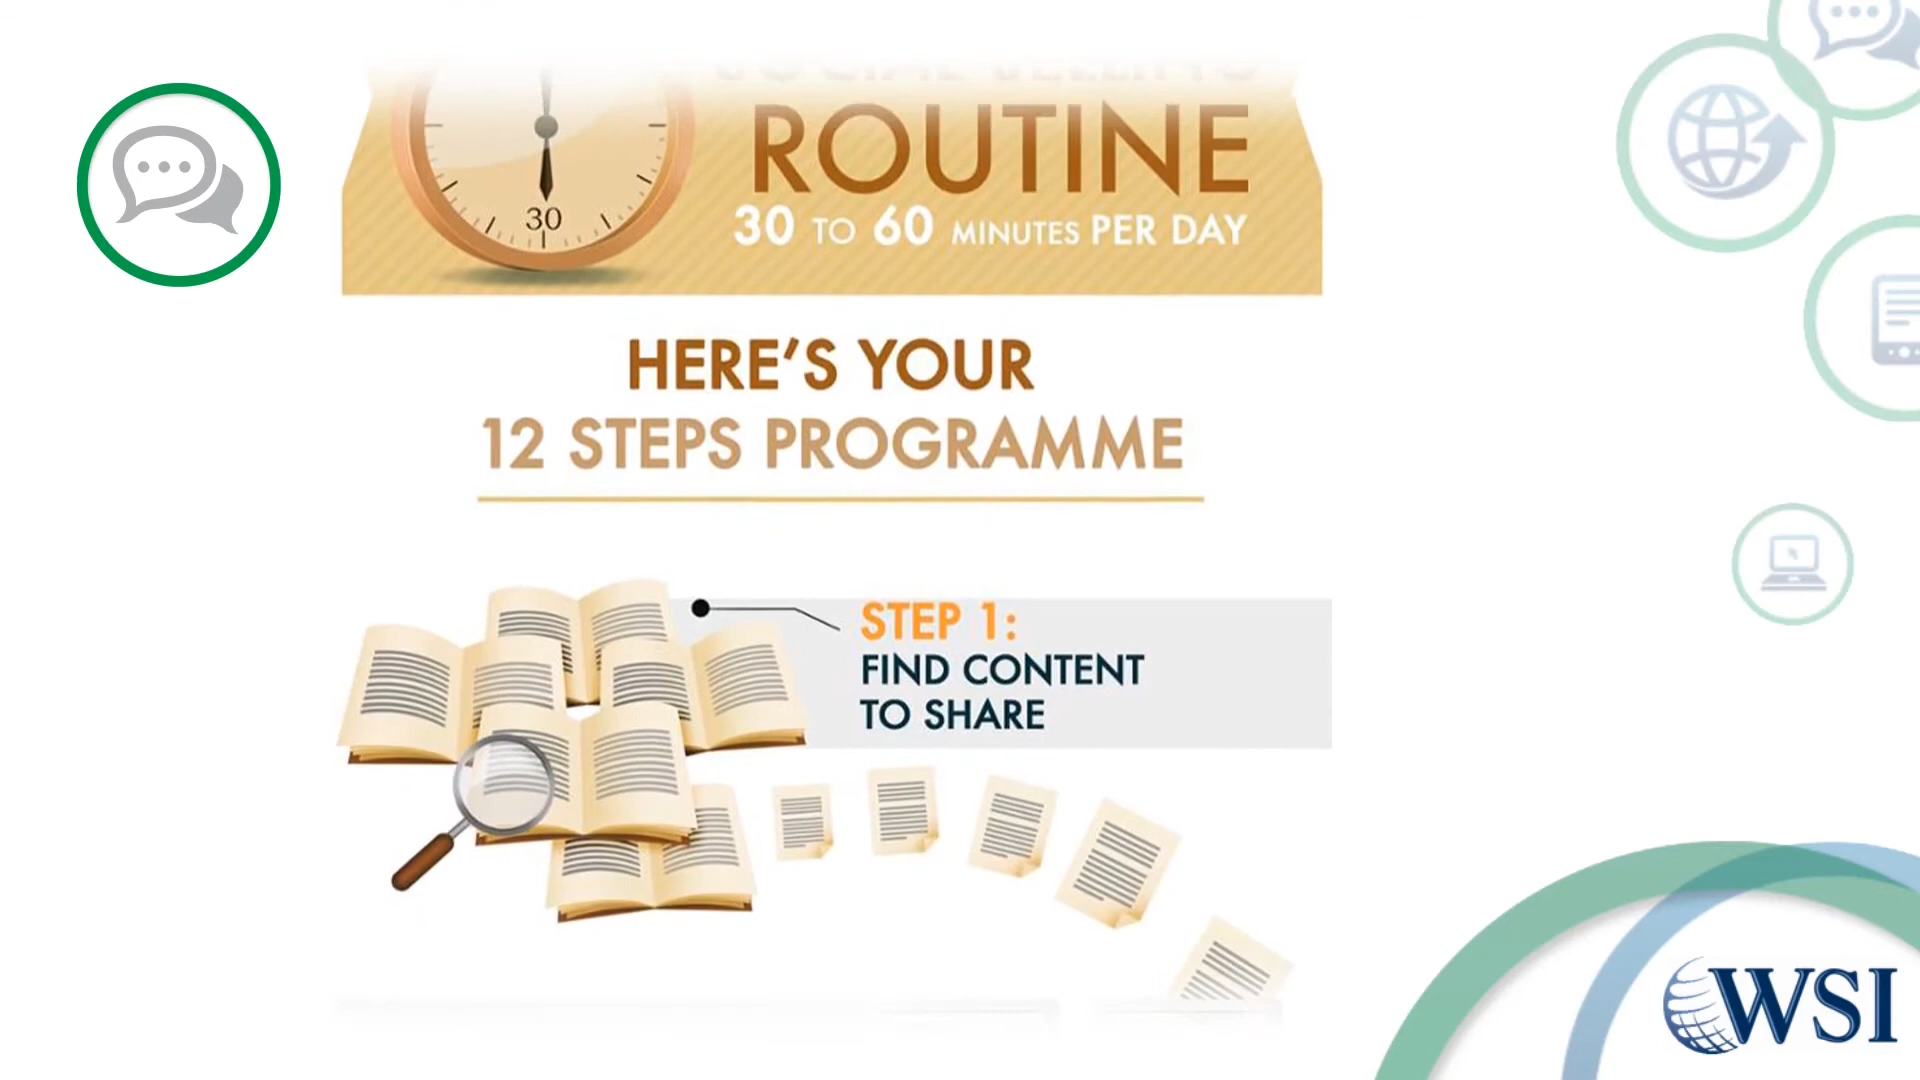 ROUTINE
30 TO 60 MINUTES PER DAY
30
HERE'S YOUR
12 STEPS PROGRAMME
STEP 1:
FIND CONTENT
TO SHARE
WSI